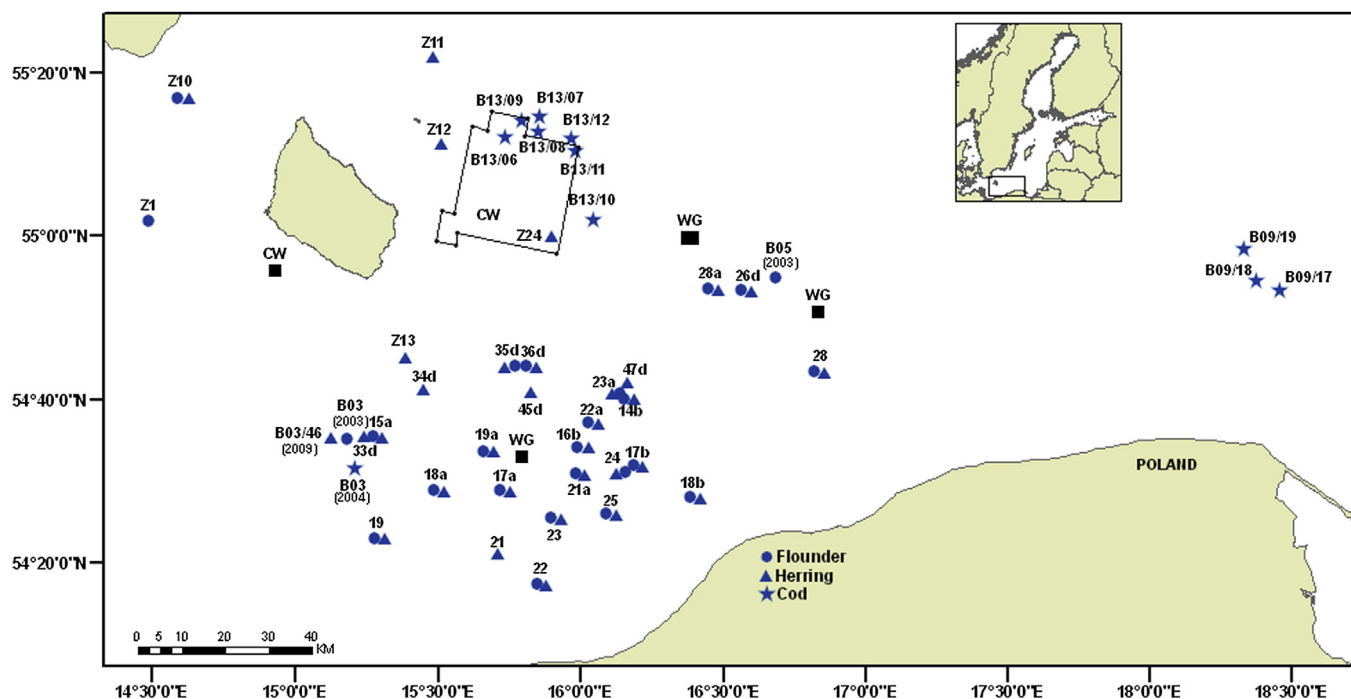 55°20'0"N
55°0'0"N
54°40'0"N
54°20'0"N
Z11
Z10
B13/09
B13/07
B13/12
Z12
B13/08
B13/06
B13/11
B13/10
Z1
CW
Z24
WG
CW
B05
(2003)
28a
26d
WG
B09/19
B09/18
B09/17
Z13
35d
36d
34d
47d
23a
28
45d
14b
B03
(2003)
15a
22a
B03/46
(2009)
33d
19a
WG
16b
17b
24
B03
(2004)
18a
17a
21a
18b
25
19
23
21
22
POLAND
Flounder
Herring
Cod
0 5 10 20 30 40
KM
14°30'0"E 15°0'0"E 15°30'0"E 16°0'0"E 16°30'0"E 17°0'0"E 17°30'0"E 18°0'0"E 18°30'0"E